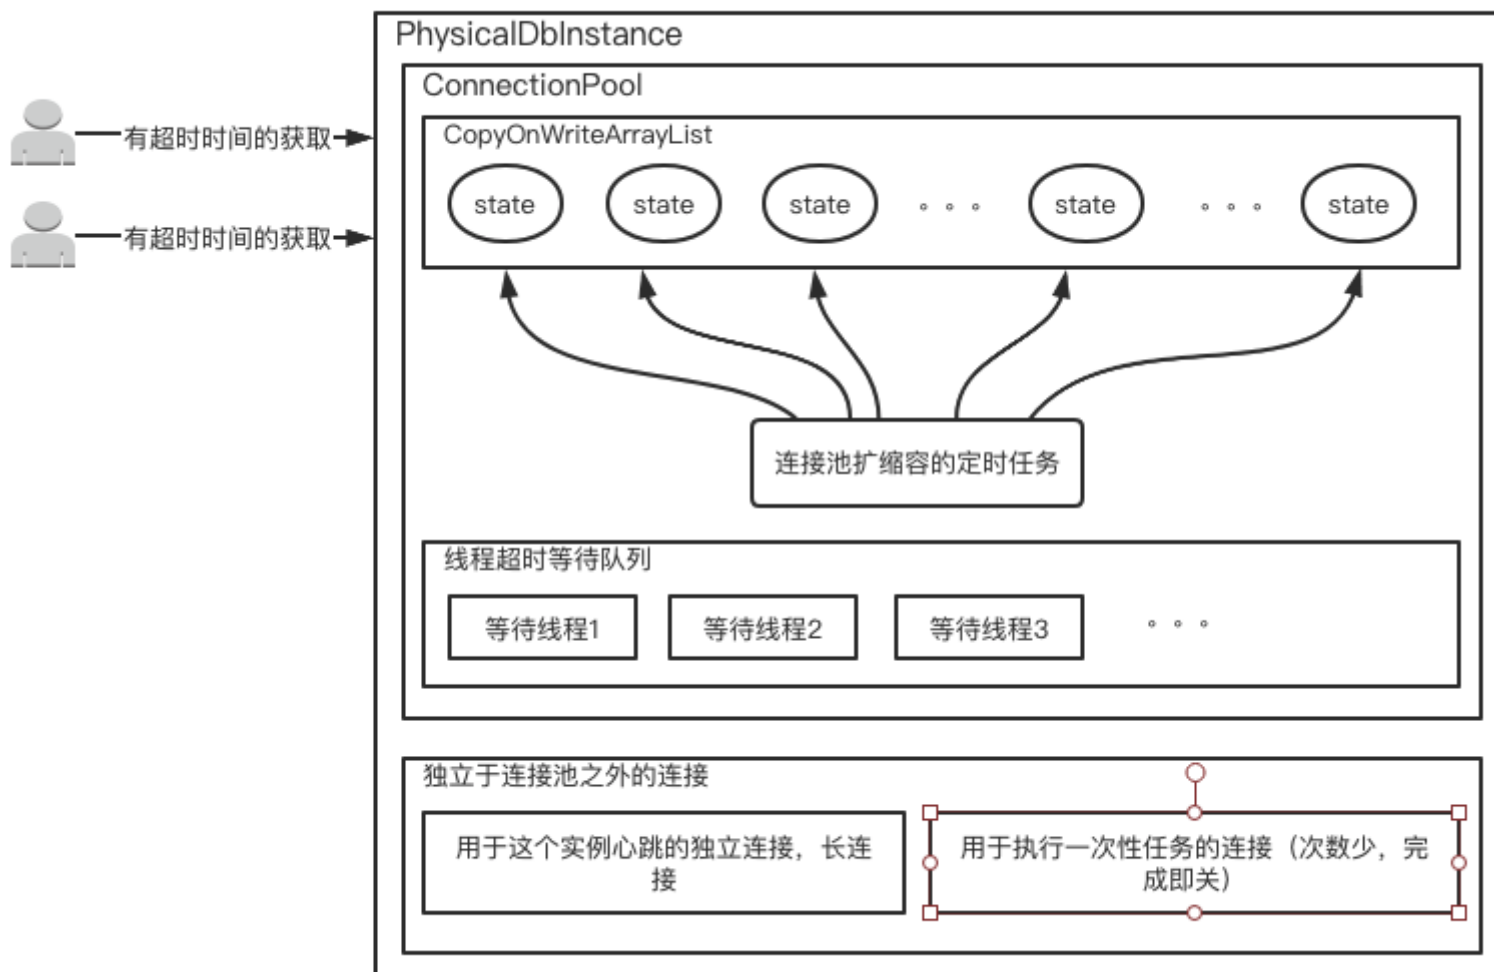 PhysicalDbInstance
ConnectionPool
CopyOnWriteArrayList
有超时时间的获取
state
state
state
。。。
state
。。。
state
有超时时间的获取
连接池扩缩容的定时任务
线程超时等待队列
等待线程1
等待线程2
等待线程3
。。。
独立于连接池之外的连接
用于这个实例心跳的独立连接，长连
接
用于执行一次性任务的连接（次数少，完
成即关）